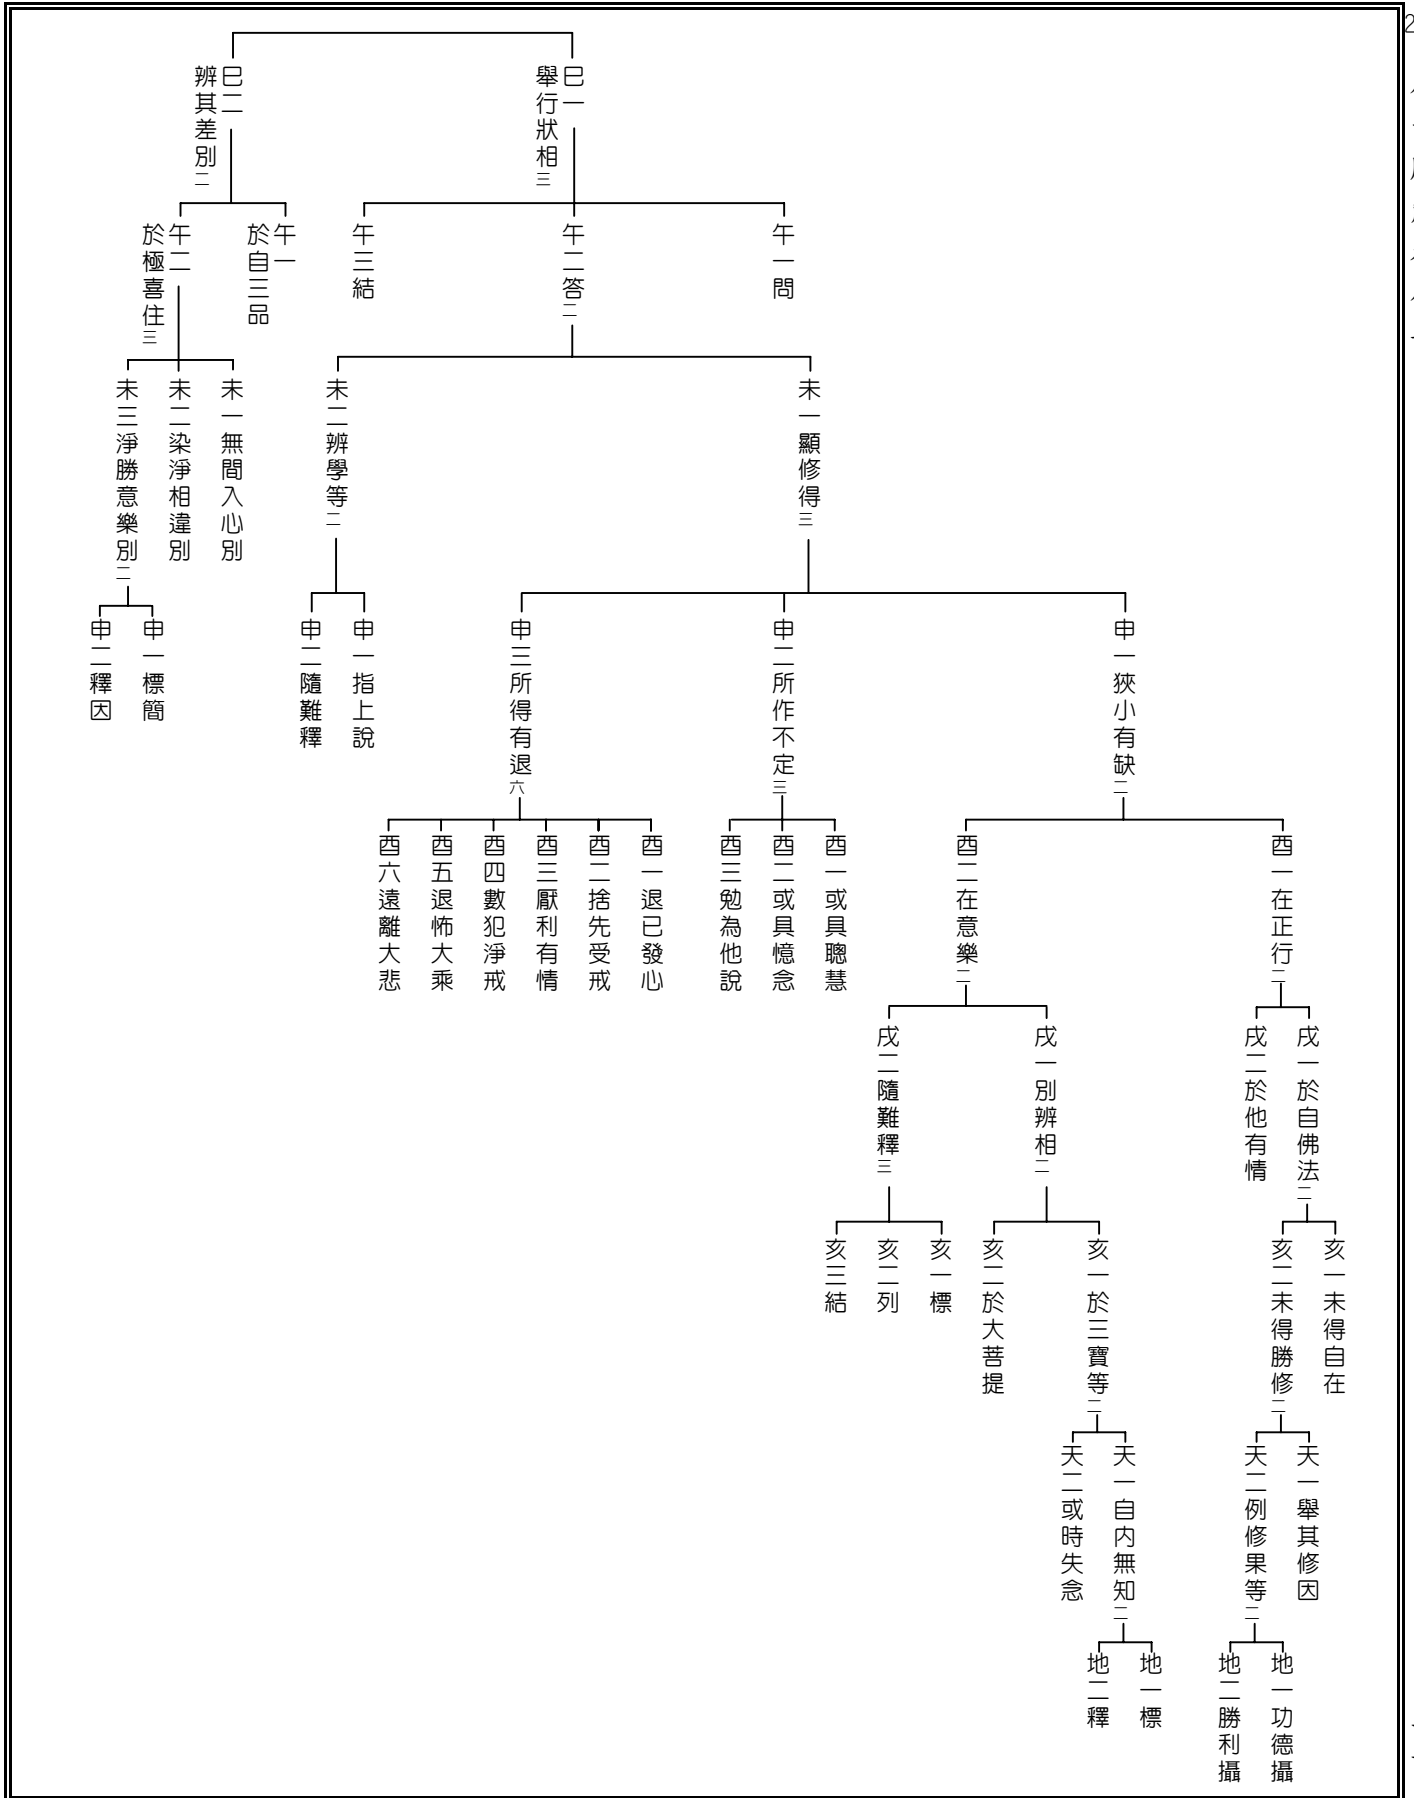 巳一
舉行狀相三
巳二
辨其差別二
午一問
午二答二
午三結
午一
於自三品
午二
於極喜住三
未一顯修得三
未二辨學等二
未一無間入心別
未二染淨相違別
未三淨勝意樂別二
申一狹小有缺二
申二所作不定三
申三所得有退六
申一指上說
申二隨難釋
申一標簡
申二釋因
酉一在正行二
酉二在意樂二
酉一或具聰慧
酉二或具憶念
酉三勉為他說
酉一退已發心
酉二捨先受戒
酉三厭利有情
酉四數犯淨戒
酉五退怖大乘
酉六遠離大悲
戌一於自佛法二
戌二於他有情
戌一別辨相二
戌二隨難釋三
亥一未得自在
亥二未得勝修二
亥一於三寶等二
亥二於大菩提
亥一標
亥二列
亥三結
天一舉其修因
天二例修果等二
天一自內無知二
天二或時失念
地一功德攝
地二勝利攝
地一標
地二釋